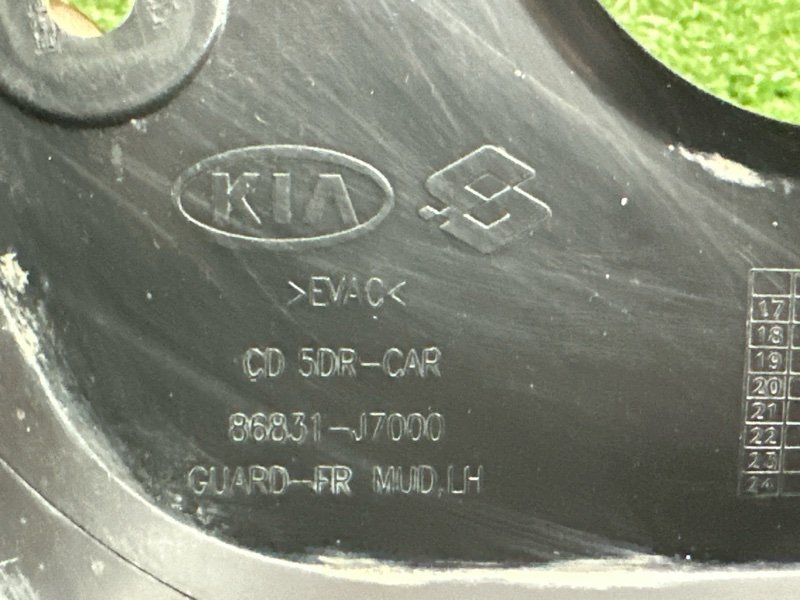 KIA
>EVAC<
CD 5DR-CAR
86831-J7000
GUARD-FR MUD,LH
17
18
19
20
21
22
23
24